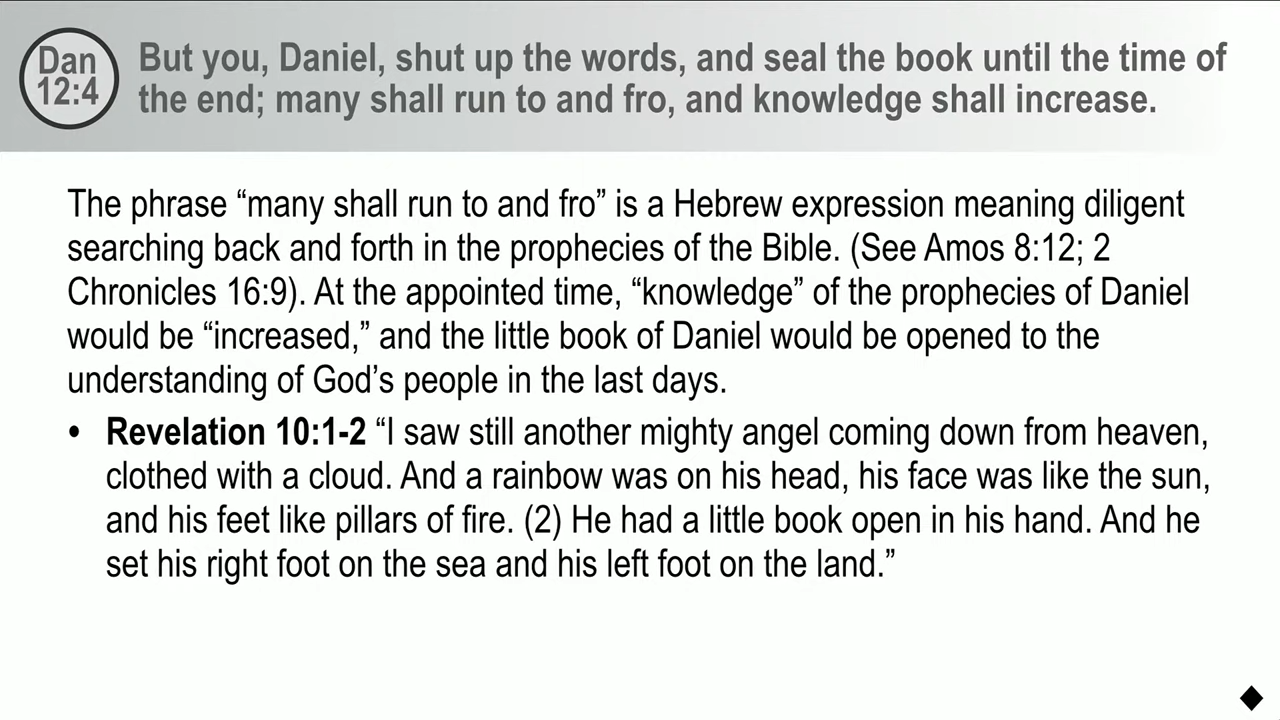 Dan
12:4
But you, Daniel, shut up the words, and seal the book until the time of
the end; many shall run to and fro, and knowledge shall increase.
The phrase “many shall run to and fro” is a Hebrew expression meaning diligent
searching back and forth in the prophecies of the Bible. (See Amos 8:12; 2
Chronicles 16:9). At the appointed time, “knowledge” of the prophecies of Daniel
would be “increased,” and the little book of Daniel would be opened to the
understanding of God’s people in the last days.
• Revelation 10:1-2 “I saw still another mighty angel coming down from heaven,
clothed with a cloud. And a rainbow was on his head, his face was like the sun,
and his feet like pillars of fire. (2) He had a little book open in his hand. And he
set his right foot on the sea and his left foot on the land.”